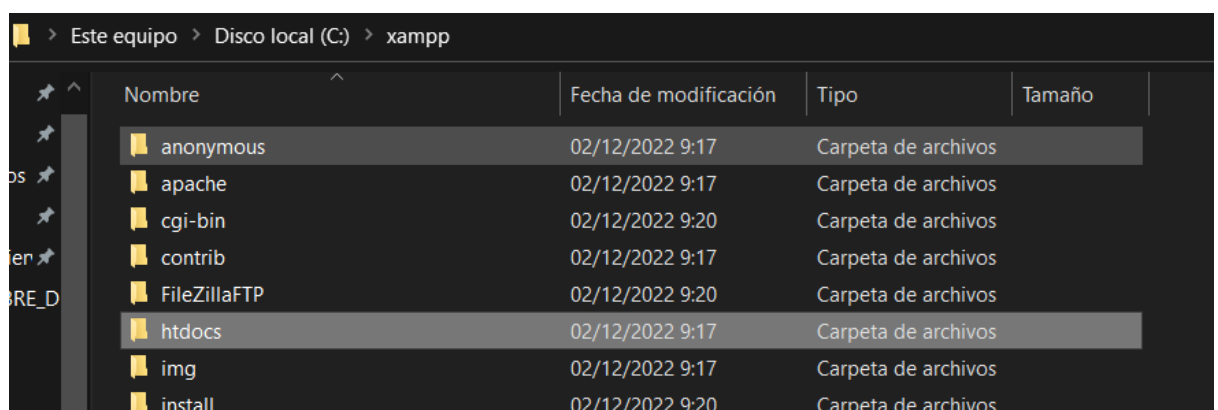 Este equipo > Disco local (C:) > xampp
Nombre Fecha de modificación Tipo Tamaño
anonymous 02/12/2022 9:17 Carpeta de archivos
os apache 02/12/2022 9:17 Carpeta de archivos
cgi-bin 02/12/2022 9:20 Carpeta de archivos
ien contrib 02/12/2022 9:17 Carpeta de archivos
BRE_D FileZillaFTP 02/12/2022 9:20 Carpeta de archivos
htdocs 02/12/2022 9:17 Carpeta de archivos
img 02/12/2022 9:17 Carpeta de archivos
install 02/12/2022 9:20 Carpeta de archivos